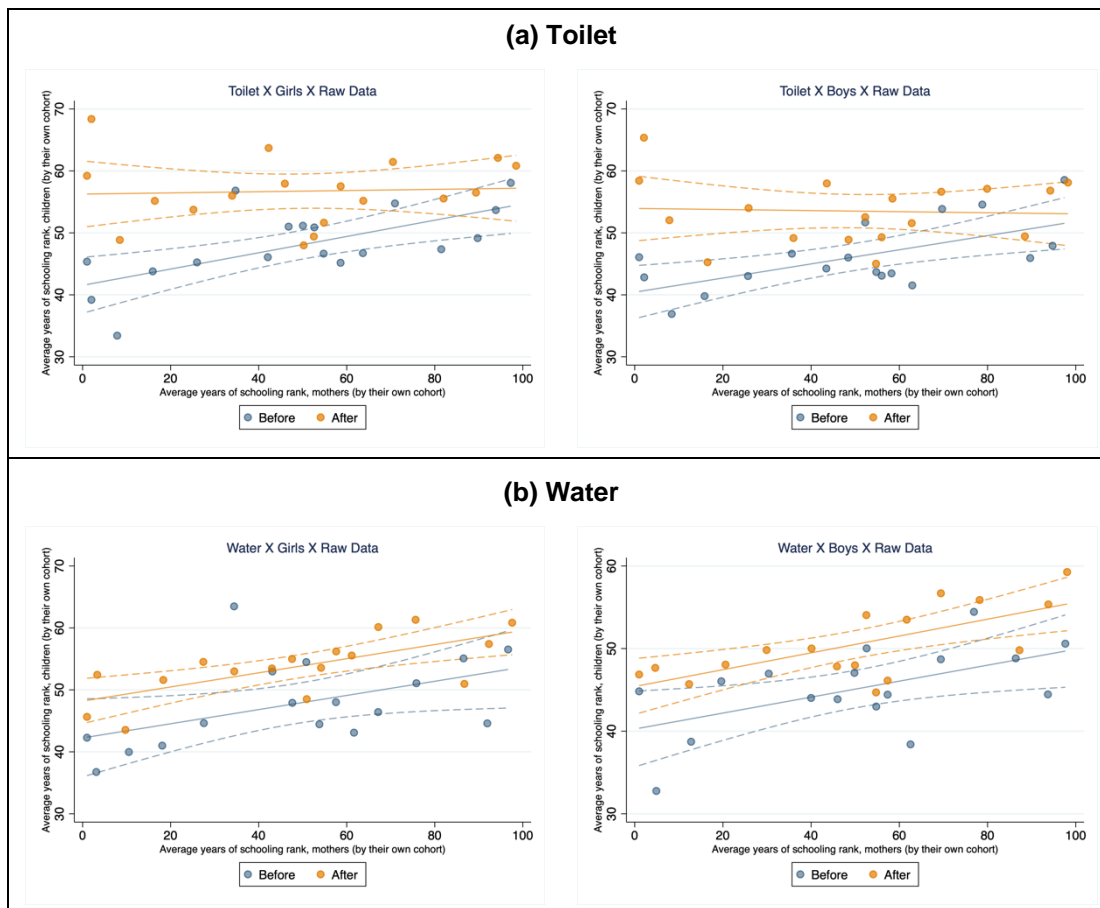 (a) Toilet
Toilet X Girls X Raw Data
Average years of schooling rank, children (by their own cohort)
70
60
50
40
30
0 20 40 60 80 100
Average years of schooling rank, mothers (by their own cohort)
Before After
Toilet X Boys X Raw Data
Average years of schooling rank, children (by their own cohort)
70
60
50
40
30
0 20 40 60 80 100
Average years of schooling rank, mothers (by their own cohort)
Before After
(b) Water
Water X Girls X Raw Data
Average years of schooling rank, children (by their own cohort)
70
60
50
40
30
0 20 40 60 80 100
Average years of schooling rank, mothers (by their own cohort)
Before After
Water X Boys X Raw Data
Average years of schooling rank, children (by their own cohort)
60
50
40
30
0 20 40 60 80 100
Average years of schooling rank, mothers (by their own cohort)
Before After